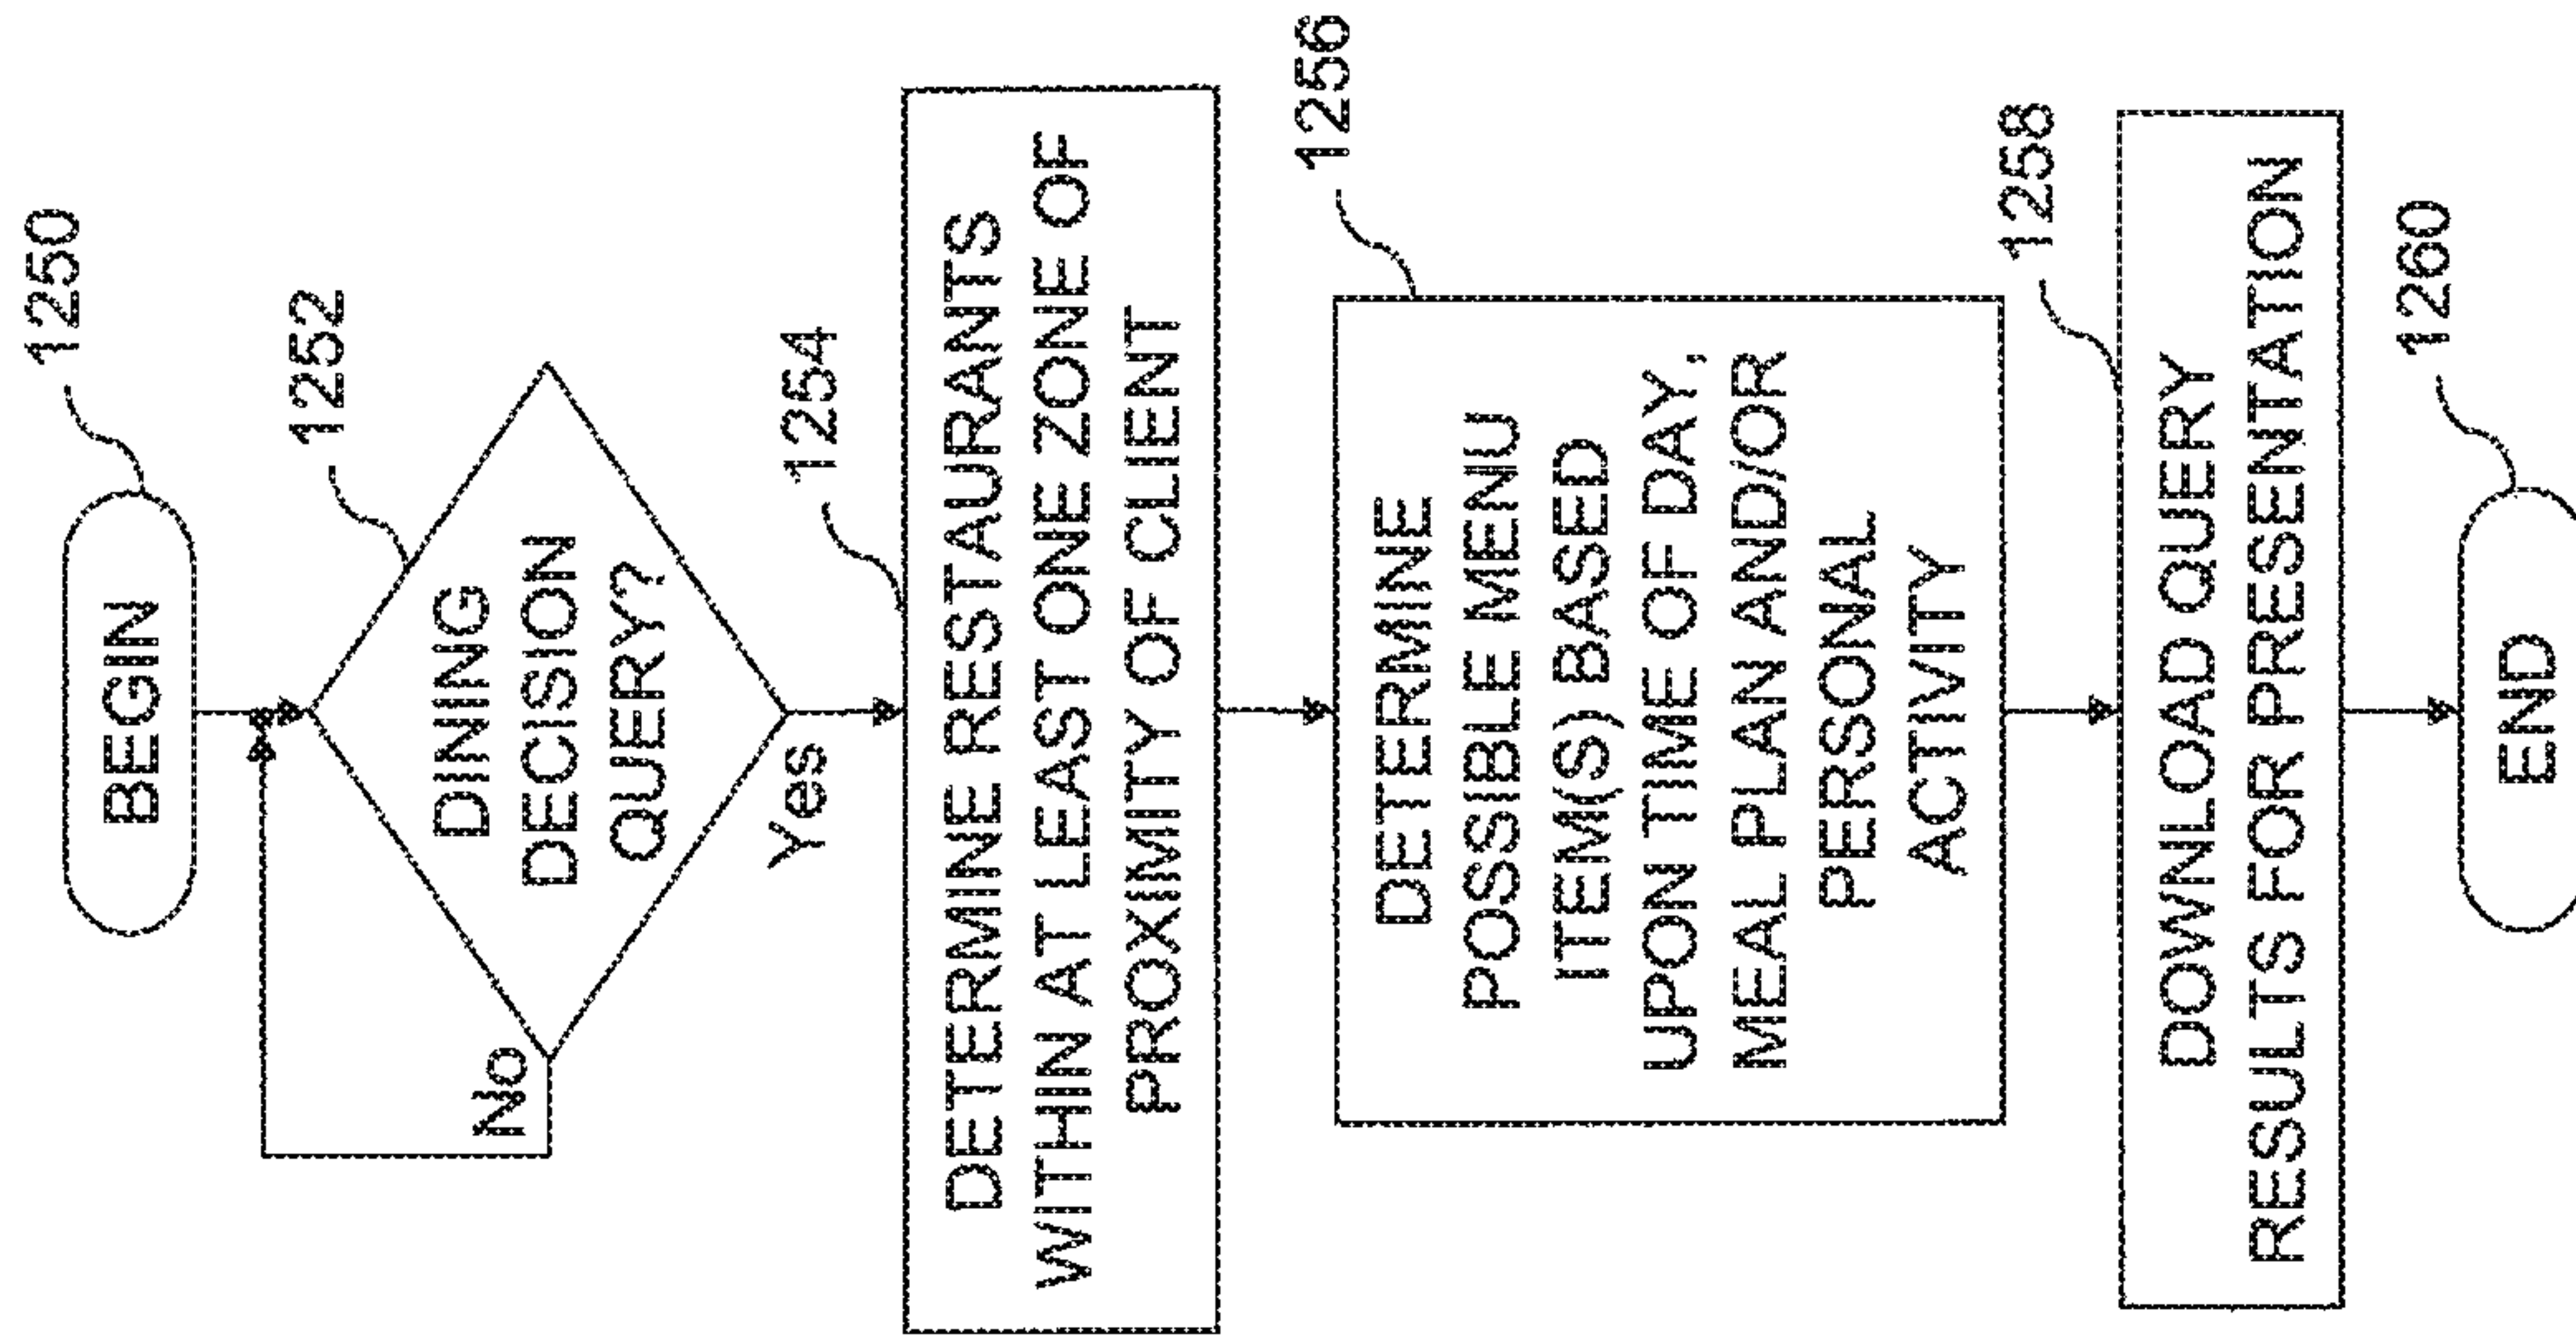 BEGIN
1250
DINING
DECISION
QUERY?
1252
No
Yes
1254
DETERMINE RESTAURANTS
WITHIN AT LEAST ONE ZONE OF
PROXIMITY OF CLIENT
1256
DETERMINE
POSSIBLE MENU
ITEM(S) BASED
UPON TIME OF DAY,
MEAL PLAN AND/OR
PERSONAL
ACTIVITY
1258
DOWNLOAD QUERY
RESULTS FOR PRESENTATION
1260
END